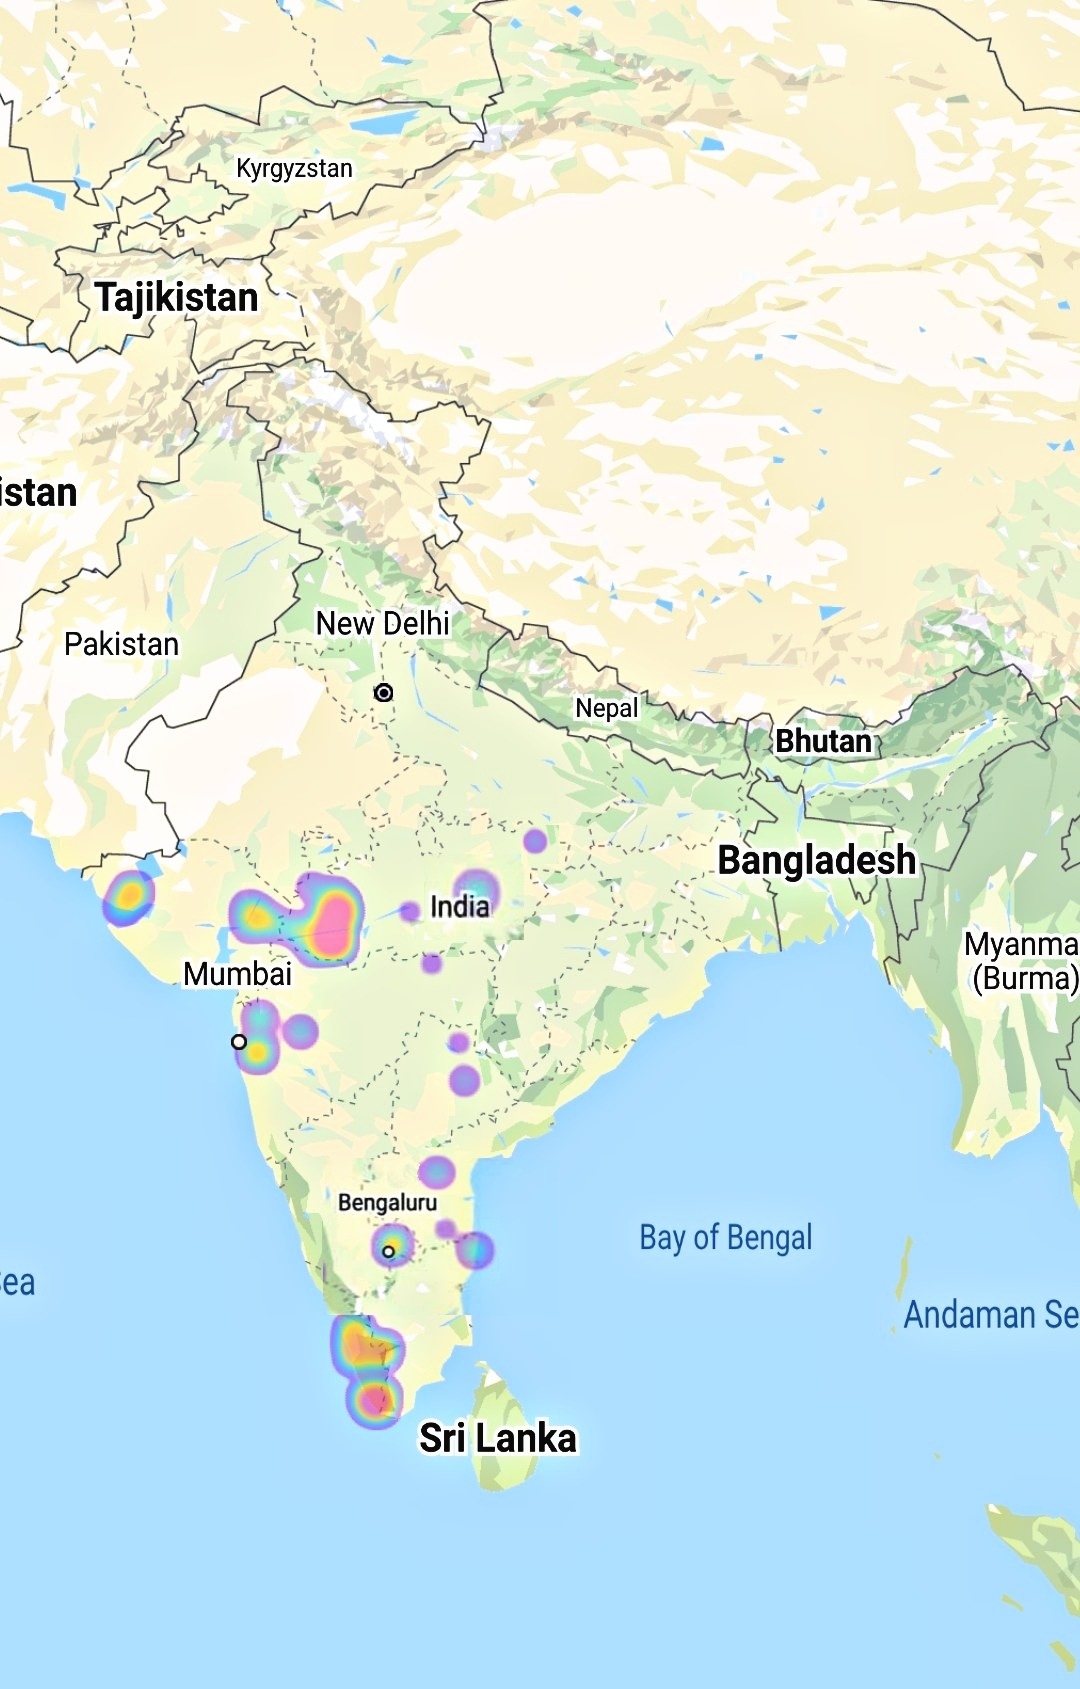 Kyrgyzstan
Tajikistan
istan
New Delhi
Pakistan
Nepal
Bhutan
Bangladesh
India
Myanma
(Burma)
Mumbai
Bengaluru
Bay of Bengal
ea
Andaman Se
Sri Lanka